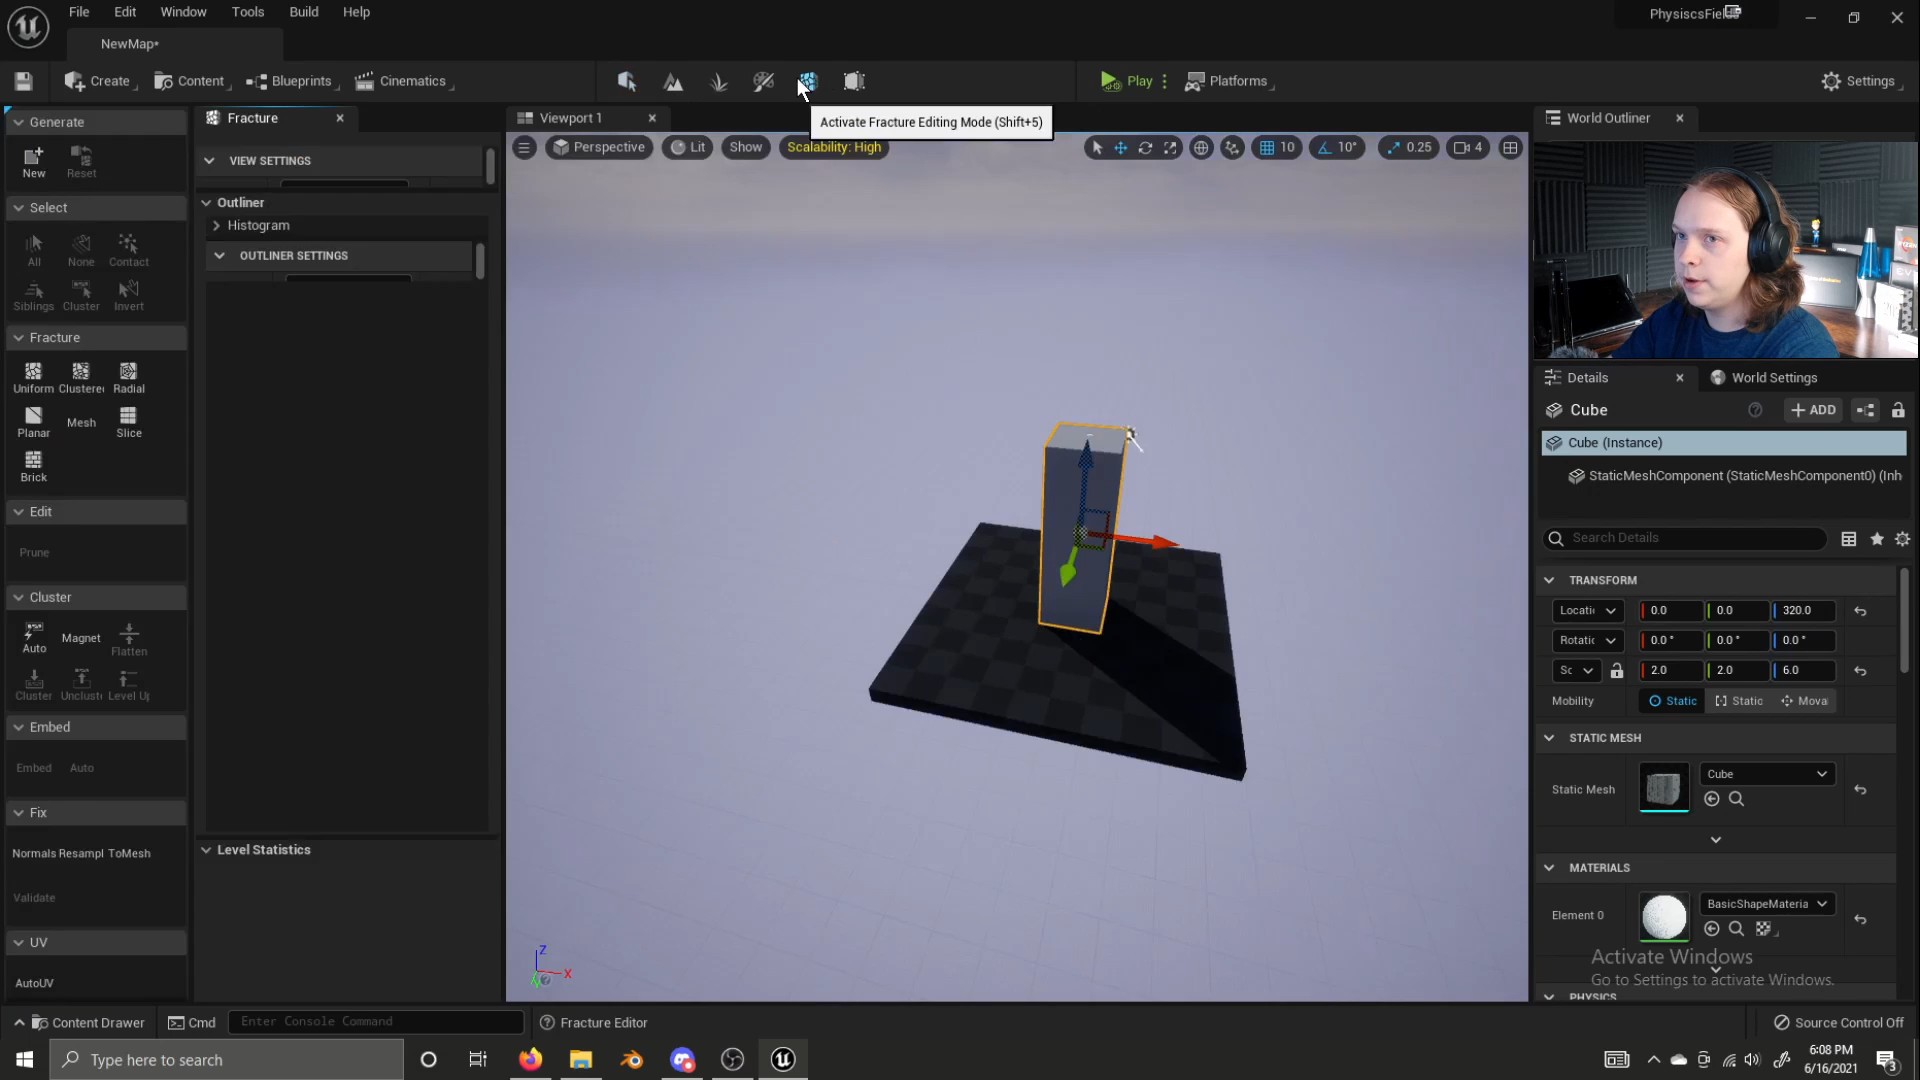 File Edit Window Tools Build Help
PhysiscsFiel
NewMap*
Create Content Blueprints Cinematics Play Platforms Settings
Activate Fracture Editing Mode (Shift+5)
Generate
New Reset
Select
All None Contact
Siblings Cluster Invert
Fracture
Uniform Clustere Radial
Planar Mesh Slice
Brick
Edit
Prune
Cluster
Auto Magnet Flatten
Cluster Unclust Level Up
Embed
Embed Auto
Fix
Normals Resampl ToMesh
Validate
UV
AutoUV
Fracture
VIEW SETTINGS
Outliner
Histogram
OUTLINER SETTINGS
Level Statistics
Viewport 1
Perspective Lit Show Scalability: High 10 10° 0.25 4
Z
X
World Outliner
Details World Settings
Cube ADD
Cube (Instance)
StaticMeshComponent (StaticMeshComponent0) (Inh
Search Details
TRANSFORM
Locatic 0.0 0.0 320.0
Rotatic 0.0 ° 0.0 ° 0.0 °
Sc 2.0 2.0 6.0
Mobility Static Static Mova
STATIC MESH
Static Mesh Cube
MATERIALS
Element 0 BasicShapeMateria
Activate Windows
Go to Settings to activate Windows.
PHYSICS
Content Drawer Cmd Enter Console Command Fracture Editor Source Control Off
Type here to search
6:08 PM
6/16/2021
3